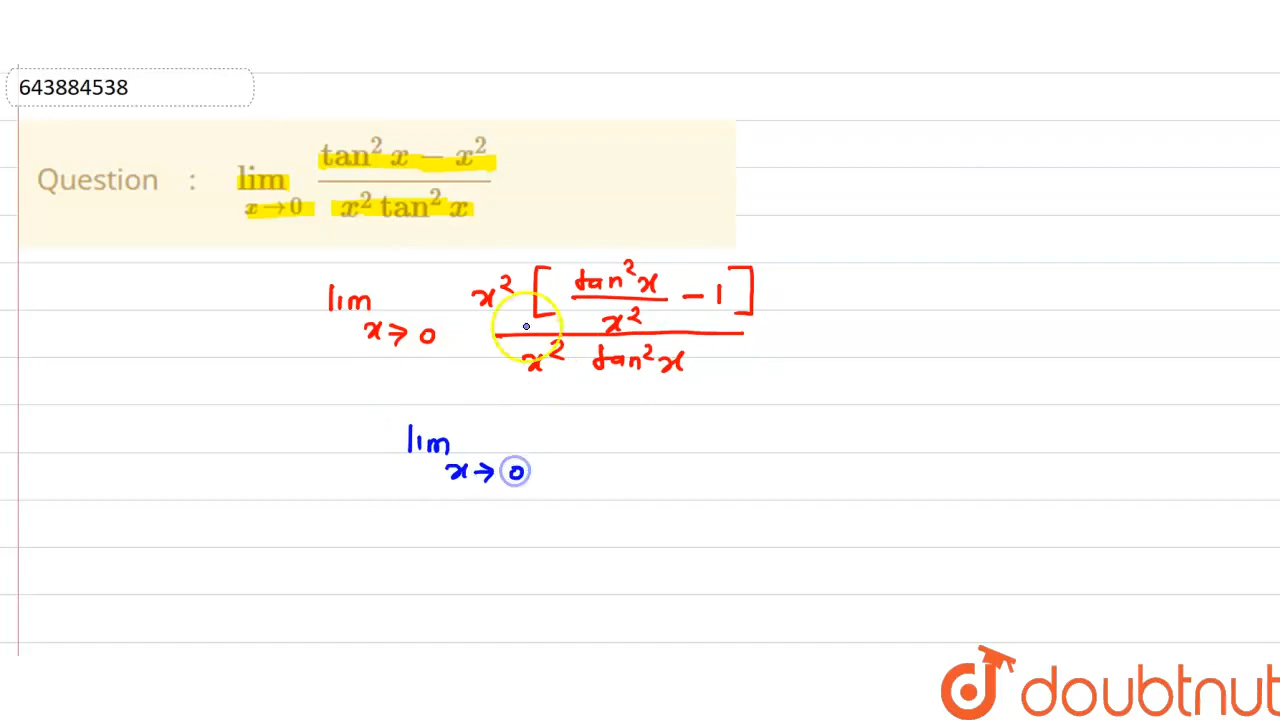 643884538
Question : lim x→0 tan² x − x² / x² tan² x
lim x→0 x² [ tan²x / x² − 1 ] / x² tan²x
lim x→0
doubtnut